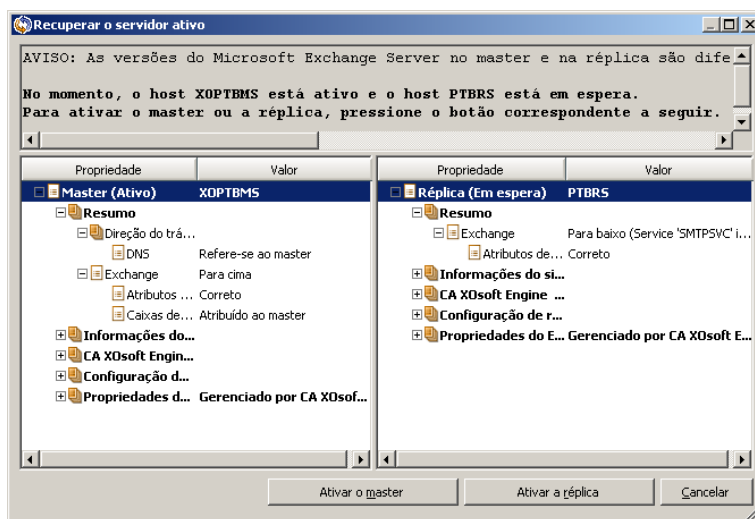 Recuperar o servidor ativo
AVISO: As versões do Microsoft Exchange Server no master e na réplica são dife
No momento, o host XOPTBMS está ativo e o host PTBRS está em espera.
Para ativar o master ou a réplica, pressione o botão correspondente a seguir.
Propriedade Valor
Master (Ativo) XOPTBMS
Resumo
Direção do trá...
DNS Refere-se ao master
Exchange Para cima
Atributos ... Correto
Caixas de... Atribuído ao master
Informações do...
CA XOsoft Engin...
Configuração d...
Propriedades d... Gerenciado por CA XOsof...
Propriedade Valor
Réplica (Em espera) PTBRS
Resumo
Exchange Para baixo (Service 'SMTPSVC' i...
Atributos de... Correto
Informações do si...
CA XOsoft Engine ...
Configuração de r...
Propriedades do E... Gerenciado por CA XOsoft E...
Ativar o master Ativar a réplica Cancelar